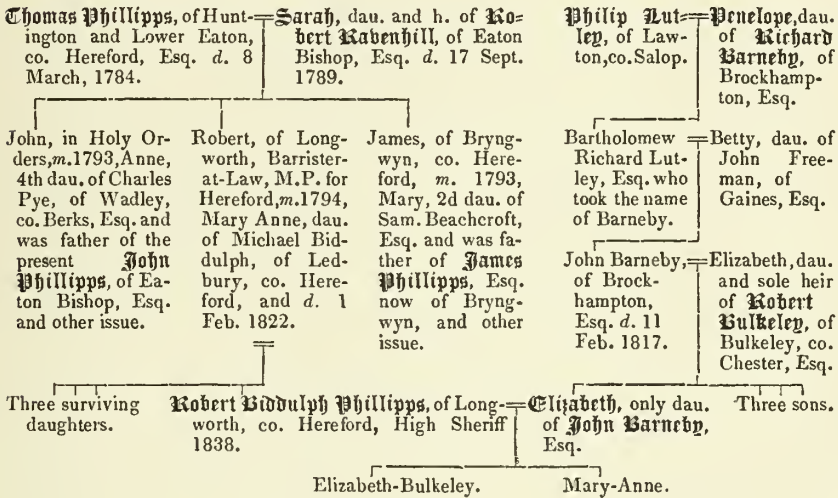 Thomas Phillipps, of Hunt-
ington and Lower Eaton,
co. Hereford, Esq. d. 8
March, 1784.
Sarah, dau. and h. of Ro-
bert Ravenhill, of Eaton
Bishop, Esq. d. 17 Sept.
1789.
Philip Lut-
ley, of Law-
ton, co. Salop.
Penelope, dau.
of Richard
Barneby, of
Brockhamp-
ton, Esq.
John, in Holy Or-
ders, m. 1793, Anne,
4th dau. of Charles
Pye, of Wadley,
co. Berks, Esq. and
was father of the
present John
Phillipps, of Ea-
ton Bishop, Esq.
and other issue.
Robert, of Long-
worth, Barrister-
at-Law, M.P. for
Hereford, m. 1794,
Mary Anne, dau.
of Michael Bid-
dulph, of Led-
bury, co. Here-
ford, and d. 1
Feb. 1822.
James, of Bryng-
wyn, co. Here-
ford, m. 1793,
Mary, 2d dau. of
Sam. Beachcroft,
Esq. and was fa-
ther of James
Phillipps, Esq.
now of Bryng-
wyn, and other
issue.
Bartholomew
Richard Lut-
ley, Esq. who
took the name
of Barneby.
Betty, dau. of
John Free-
man, of
Gaines, Esq.
John Barneby,
of Brock-
hampton,
Esq. d. 11
Feb. 1817.
Elizabeth, dau.
and sole heir
of Robert
Bulkeley, of
Bulkeley, co.
Chester, Esq.
Three surviving
daughters.
Robert Biddulph Phillipps, of Long-
worth, co. Hereford, High Sheriff
1838.
Elizabeth, only dau.
of John Barneby,
Esq.
Three sons.
Elizabeth-Bulkeley.
Mary-Anne.